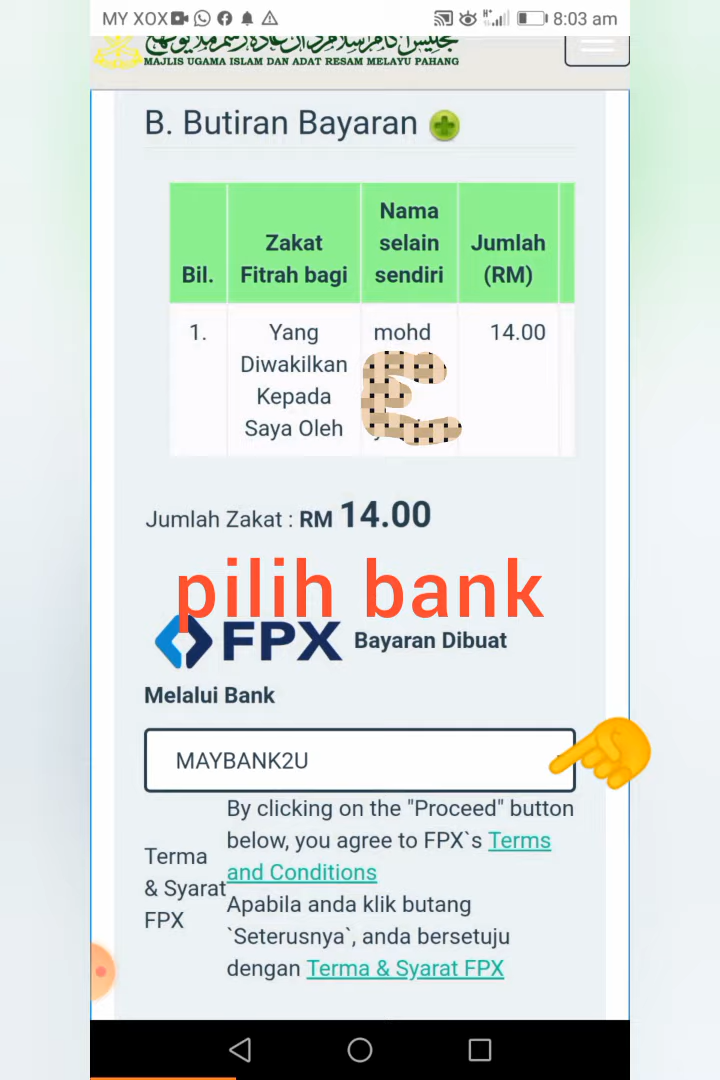 MY XOX 8:03 am
MAJLIS UGAMA ISLAM DAN ADAT RESAM MELAYU PAHANG
B. Butiran Bayaran
Bil. Zakat Fitrah bagi Nama selain sendiri Jumlah (RM)
1. Yang Diwakilkan Kepada Saya Oleh mohd 14.00
Jumlah Zakat : RM 14.00
pilih bank
FPX Bayaran Dibuat
Melalui Bank
MAYBANK2U
Terma
& Syarat
FPX
By clicking on the "Proceed" button
below, you agree to FPX`s Terms
and Conditions
Apabila anda klik butang
`Seterusnya`, anda bersetuju
dengan Terma & Syarat FPX